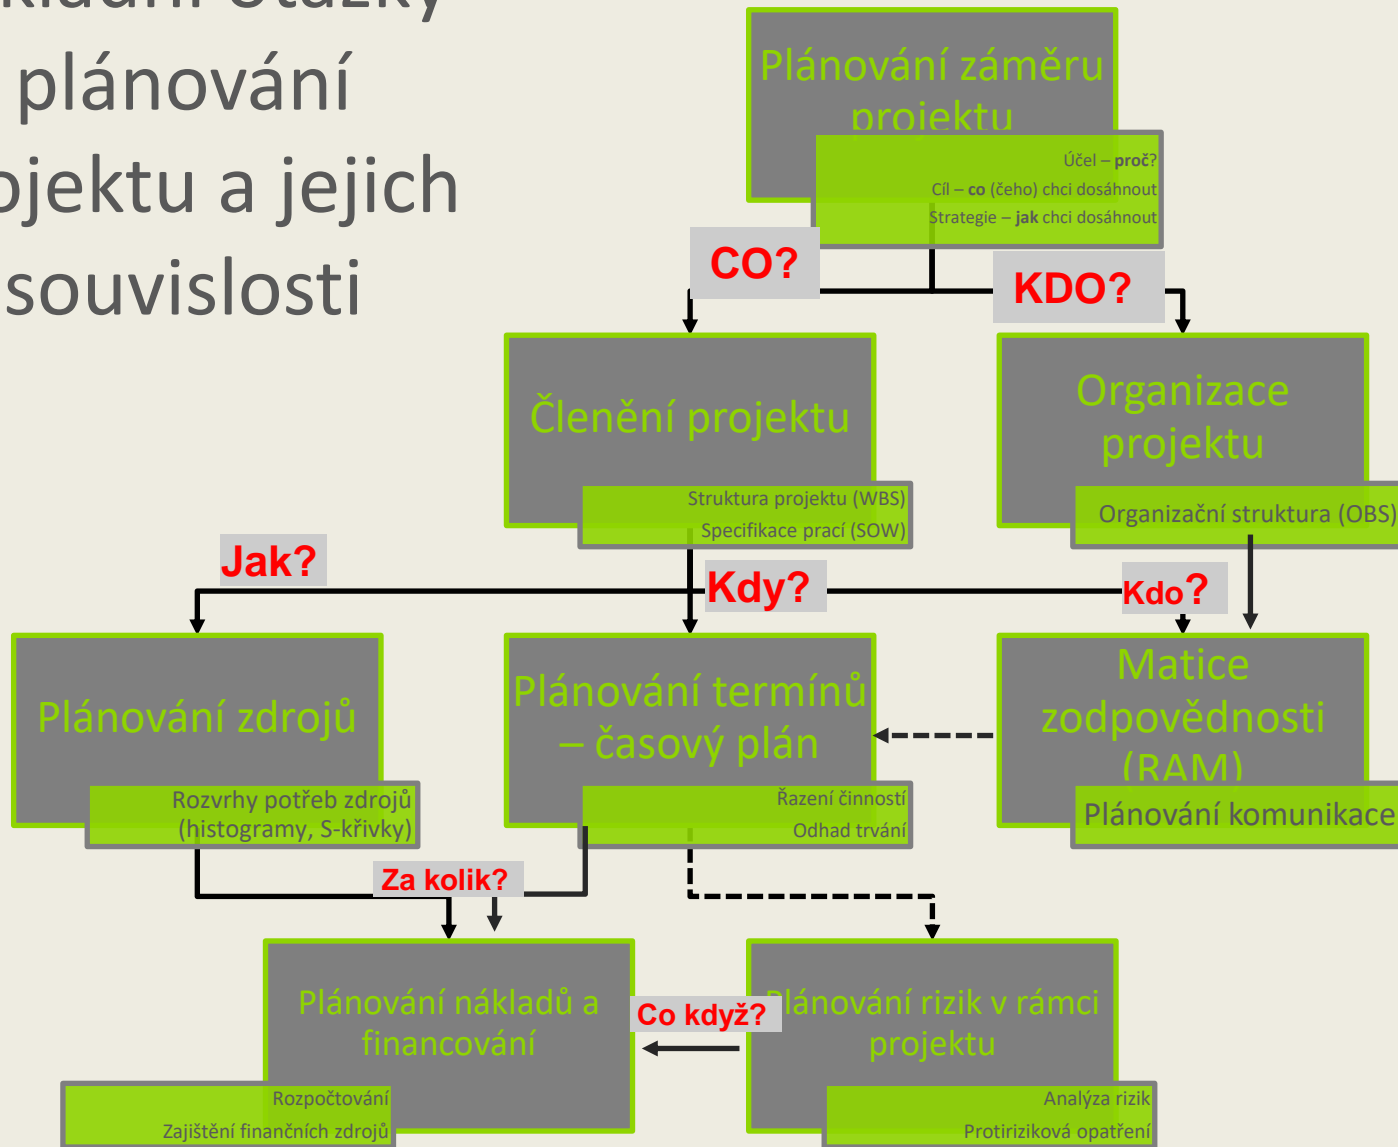 kladní otázky
plánování
ojektu a jejich
souvislosti
Plánování záměru
projektu
Účel – proč?
Cíl – co (čeho) chci dosáhnout
Strategie – jak chci dosáhnout
CO?
KDO?
Členění projektu
Struktura projektu (WBS)
Specifikace prací (SOW)
Organizace
projektu
Organizační struktura (OBS)
Jak?
Kdy?
Kdo?
Plánování zdrojů
Rozvrhy potřeb zdrojů
(histogramy, S-křivky)
Plánování termínů
– časový plán
Řazení činností
Odhad trvání
Matice
zodpovědnosti
(RAM)
Plánování komunikace
Za kolik?
Plánování nákladů a
financování
Rozpočtování
Zajištění finančních zdrojů
Co když?
lánování rizik v rámci
projektu
Analýza rizik
Protiriziková opatření